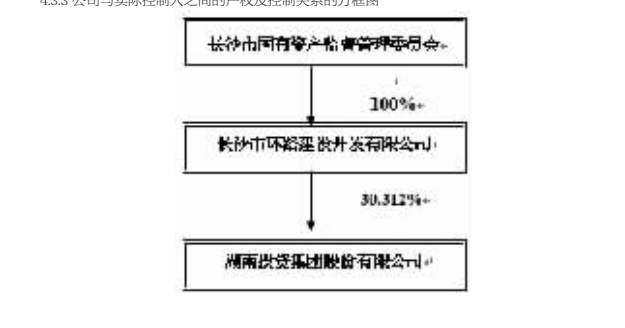 4.3.3 公司与实际控制人之间的产权及控制关系的方框图
长沙市国有资产监督管理委员会
100%
长沙市环路建设开发有限公司
30.312%
湖南投资集团股份有限公司